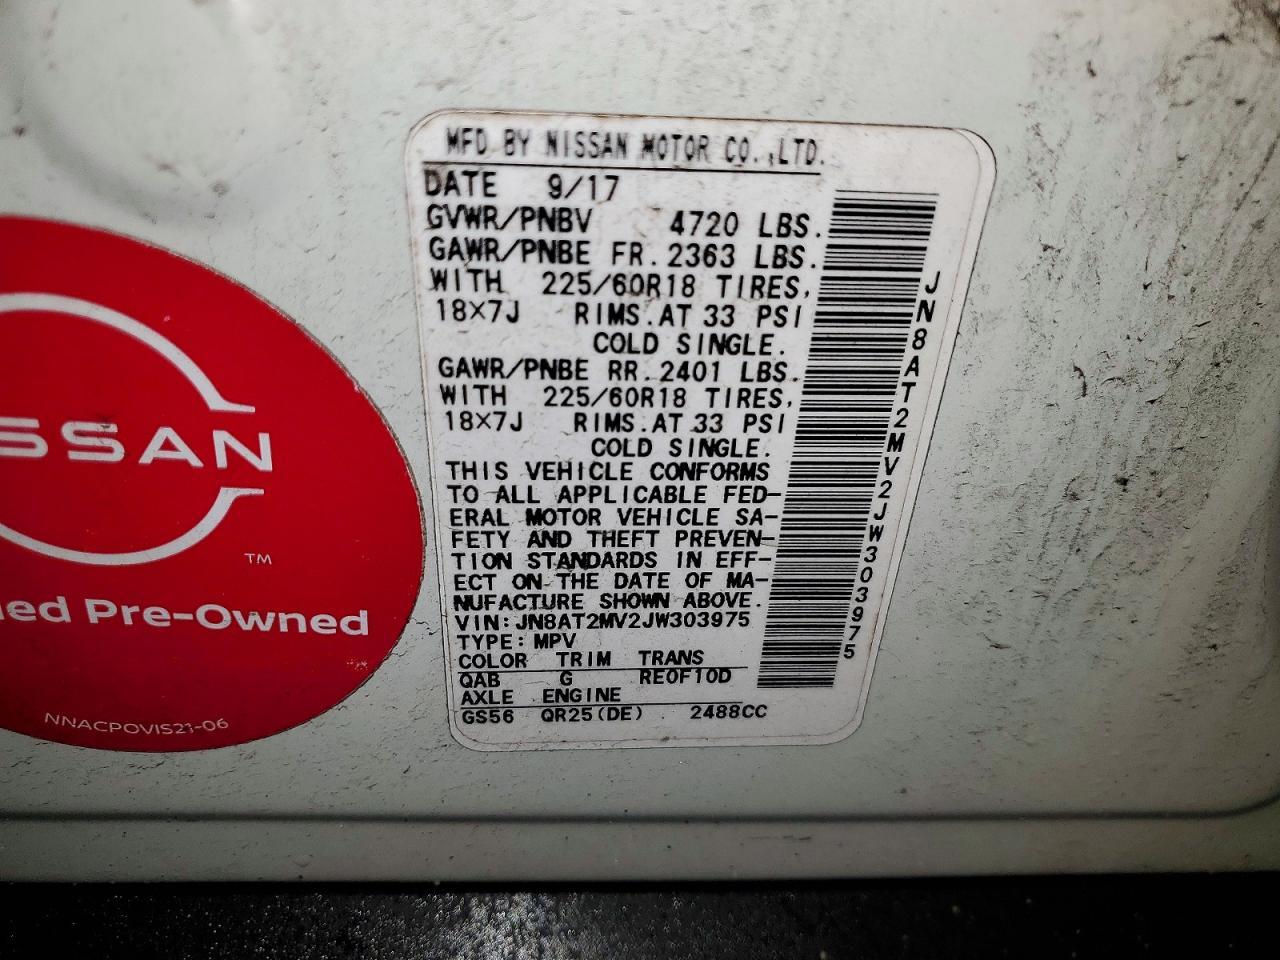 MFD BY NISSAN MOTOR CO.,LTD.
DATE 9/17
GVWR/PNBV 4720 LBS.
GAWR/PNBE FR. 2363 LBS.
WITH 225/60R18 TIRES,
18×7J RIMS.AT 33 PSI
COLD SINGLE.
GAWR/PNBE RR. 2401 LBS.
WITH 225/60R18 TIRES,
18×7J RIMS.AT 33 PSI
COLD SINGLE.
THIS VEHICLE CONFORMS
TO ALL APPLICABLE FED-
ERAL MOTOR VEHICLE SA-
FETY AND THEFT PREVEN-
TION STANDARDS IN EFF-
ECT ON THE DATE OF MA-
NUFACTURE SHOWN ABOVE.
VIN: JN8AT2MV2JW303975
TYPE: MPV
COLOR TRIM TRANS
QAB G RE0F10D
AXLE ENGINE
GS56 QR25(DE) 2488CC
JN8AT2MV2JW303975
SSAN
TM
ied Pre-Owned
NNACPOVIS21-06